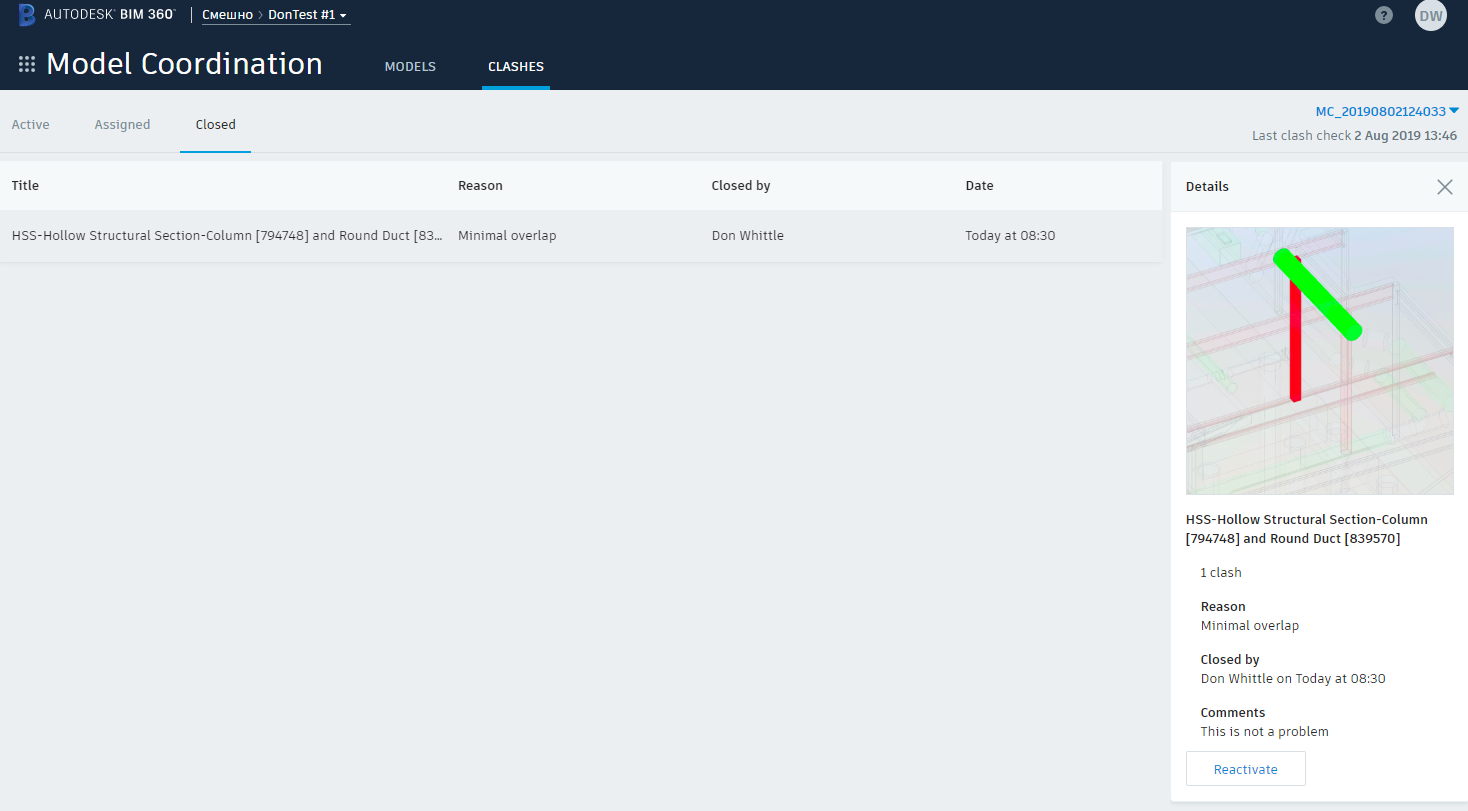 AUTODESK® BIM 360™ Смешно > DonTest #1
? DW
Model Coordination MODELS CLASHES
Active Assigned Closed
MC_20190802124033
Last clash check 2 Aug 2019 13:46
Title Reason Closed by Date
HSS-Hollow Structural Section-Column [794748] and Round Duct [83... Minimal overlap Don Whittle Today at 08:30
Details
HSS-Hollow Structural Section-Column
[794748] and Round Duct [839570]
1 clash
Reason
Minimal overlap
Closed by
Don Whittle on Today at 08:30
Comments
This is not a problem
Reactivate